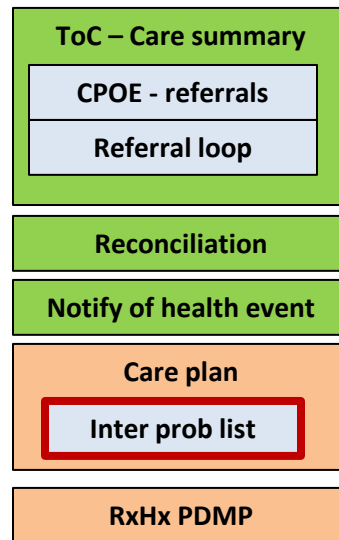 ToC – Care summary
CPOE - referrals
Referral loop
Reconciliation
Notify of health event
Care plan
Inter prob list
RxHx PDMP